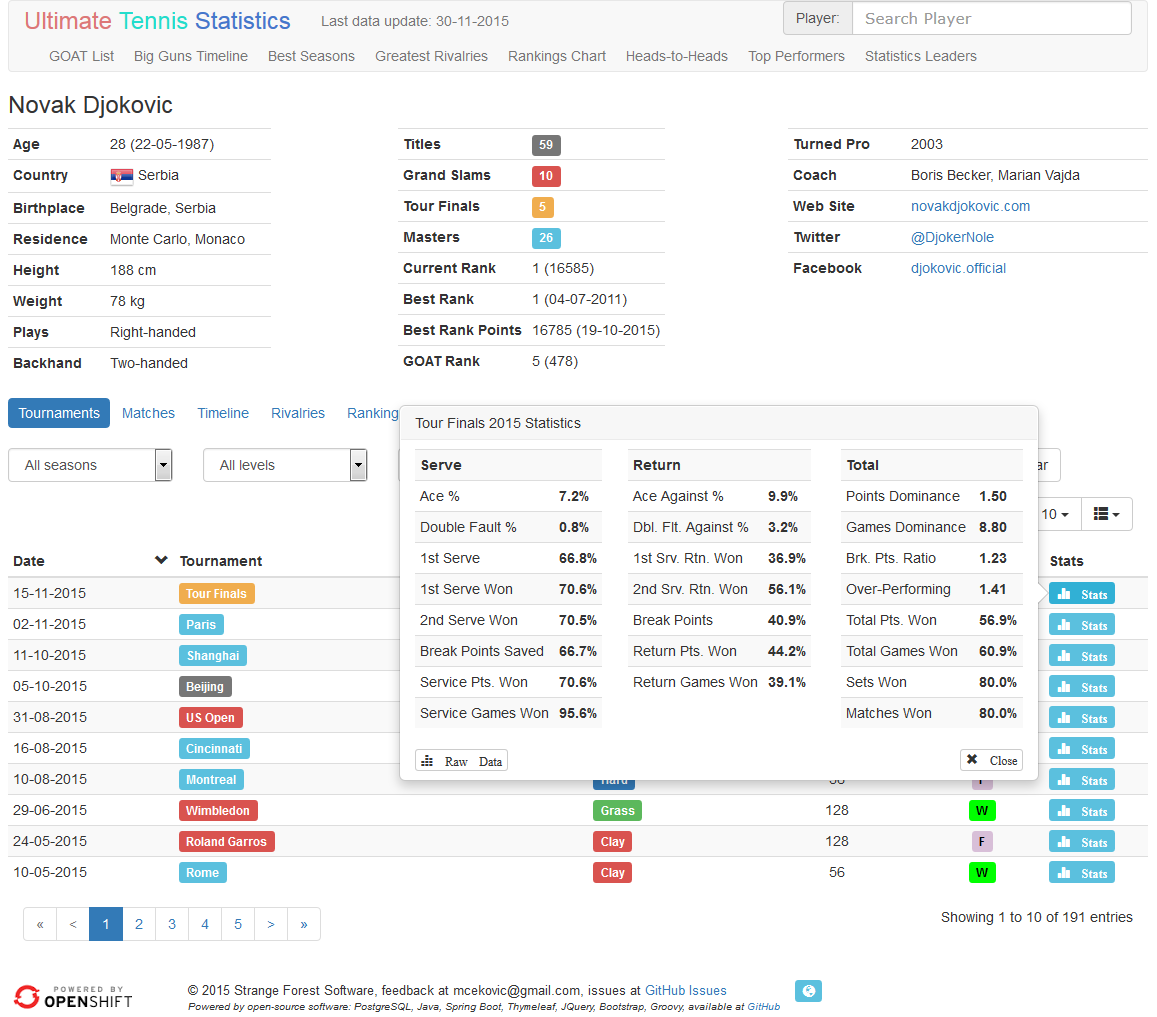 Ultimate Tennis Statistics Last data update: 30-11-2015 Player: Search Player
GOAT List Big Guns Timeline Best Seasons Greatest Rivalries Rankings Chart Heads-to-Heads Top Performers Statistics Leaders
Novak Djokovic
Age 28 (22-05-1987)
Country Serbia
Birthplace Belgrade, Serbia
Residence Monte Carlo, Monaco
Height 188 cm
Weight 78 kg
Plays Right-handed
Backhand Two-handed
Titles 59
Grand Slams 10
Tour Finals 5
Masters 26
Current Rank 1 (16585)
Best Rank 1 (04-07-2011)
Best Rank Points 16785 (19-10-2015)
GOAT Rank 5 (478)
Turned Pro 2003
Coach Boris Becker, Marian Vajda
Web Site novakdjokovic.com
Twitter @DjokerNole
Facebook djokovic.official
Tournaments Matches Timeline Rivalries Ranking
All seasons All levels ar
10
Tour Finals 2015 Statistics
Serve
Ace % 7.2%
Double Fault % 0.8%
1st Serve 66.8%
1st Serve Won 70.6%
2nd Serve Won 70.5%
Break Points Saved 66.7%
Service Pts. Won 70.6%
Service Games Won 95.6%
Return
Ace Against % 9.9%
Dbl. Flt. Against % 3.2%
1st Srv. Rtn. Won 36.9%
2nd Srv. Rtn. Won 56.1%
Break Points 40.9%
Return Pts. Won 44.2%
Return Games Won 39.1%
Total
Points Dominance 1.50
Games Dominance 8.80
Brk. Pts. Ratio 1.23
Over-Performing 1.41
Total Pts. Won 56.9%
Total Games Won 60.9%
Sets Won 80.0%
Matches Won 80.0%
Raw Data Close
Date Tournament Stats
15-11-2015 Tour Finals Stats
02-11-2015 Paris Stats
11-10-2015 Shanghai Stats
05-10-2015 Beijing Stats
31-08-2015 US Open Stats
16-08-2015 Cincinnati Stats
10-08-2015 Montreal Hard Stats
29-06-2015 Wimbledon Grass 128 W Stats
24-05-2015 Roland Garros Clay 128 F Stats
10-05-2015 Rome Clay 56 W Stats
« < 1 2 3 4 5 > » Showing 1 to 10 of 191 entries
POWERED BY
OPENSHIFT
© 2015 Strange Forest Software, feedback at mcekovic@gmail.com, issues at GitHub Issues
Powered by open-source software: PostgreSQL, Java, Spring Boot, Thymeleaf, JQuery, Bootstrap, Groovy, available at GitHub